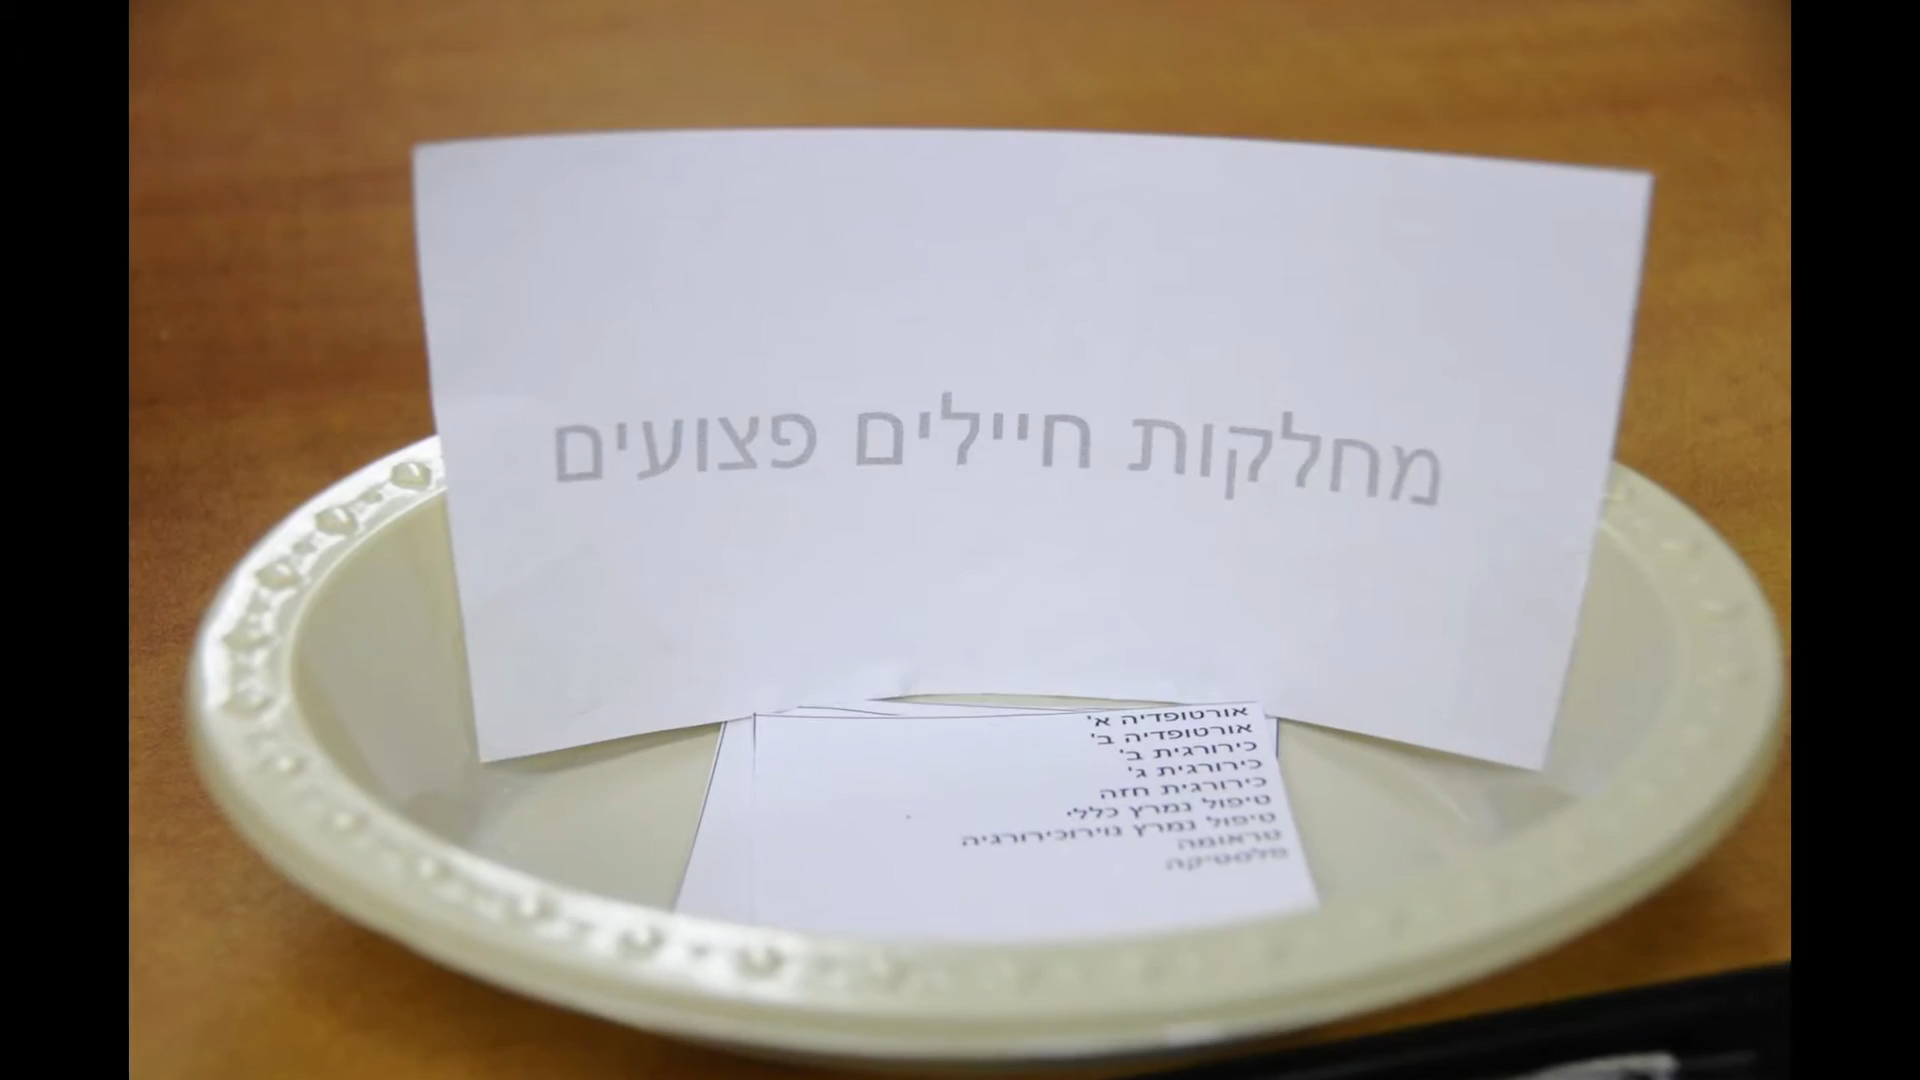 מחלקות חיילים פצועים
אורטופדיה א'
אורטופדיה ב'
כירורגית ב'
כירורגית ג'
כירורגית חזה
טיפול נמרץ כללי
טיפול נמרץ נוירוכירורגיה
טראומה
פלסטיקה